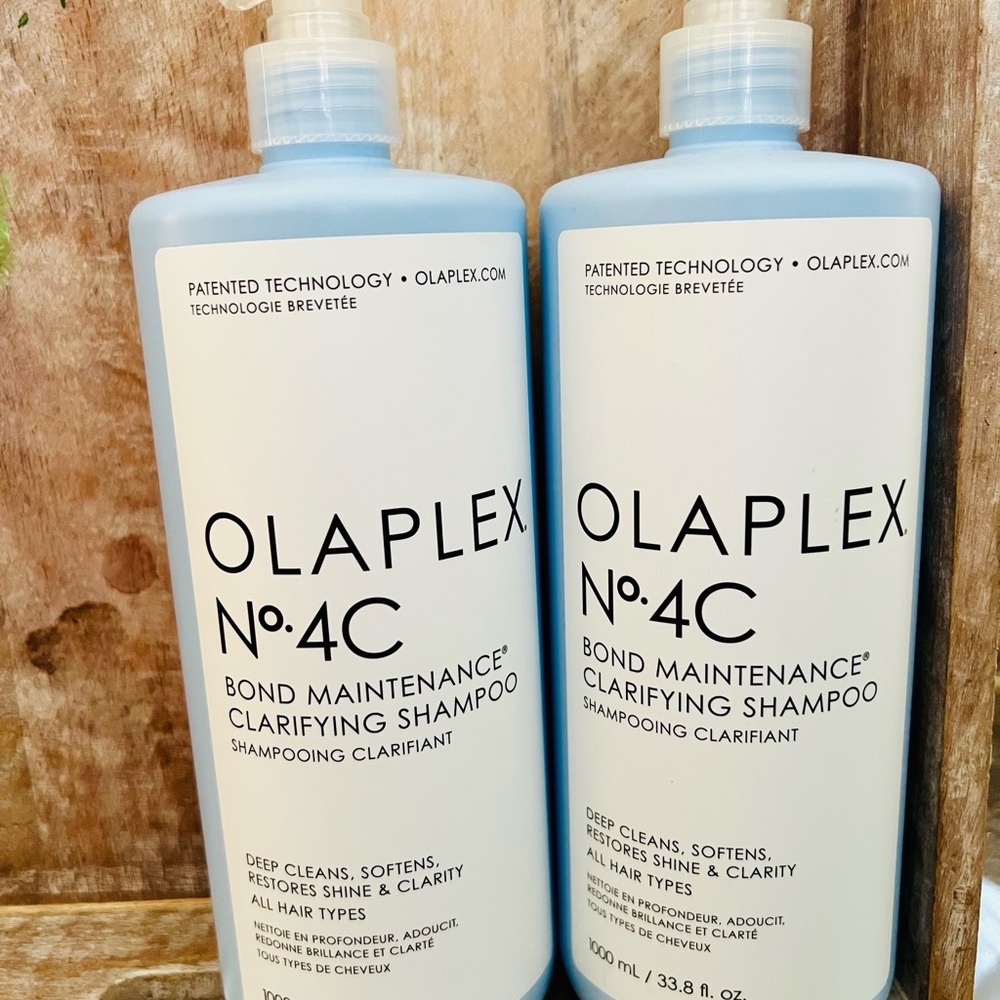 PATENTED TECHNOLOGY • OLAPLEX.COM
TECHNOLOGIE BREVETÉE
OLAPLEX.
Nº.4C
BOND MAINTENANCE®
CLARIFYING SHAMPOO
SHAMPOOING CLARIFIANT
DEEP CLEANS, SOFTENS,
RESTORES SHINE & CLARITY
ALL HAIR TYPES
NETTOIE EN PROFONDEUR, ADOUCIT,
REDONNE BRILLANCE ET CLARTÉ
TOUS TYPES DE CHEVEUX
PATENTED TECHNOLOGY • OLAPLEX.COM
TECHNOLOGIE BREVETÉE
OLAPLEX.
Nº.4C
BOND MAINTENANCE®
CLARIFYING SHAMPOO
SHAMPOOING CLARIFIANT
DEEP CLEANS, SOFTENS,
RESTORES SHINE & CLARITY
ALL HAIR TYPES
NETTOIE EN PROFONDEUR, ADOUCIT,
REDONNE BRILLANCE ET CLARTÉ
TOUS TYPES DE CHEVEUX
1000 mL / 33.8 fl. oz.